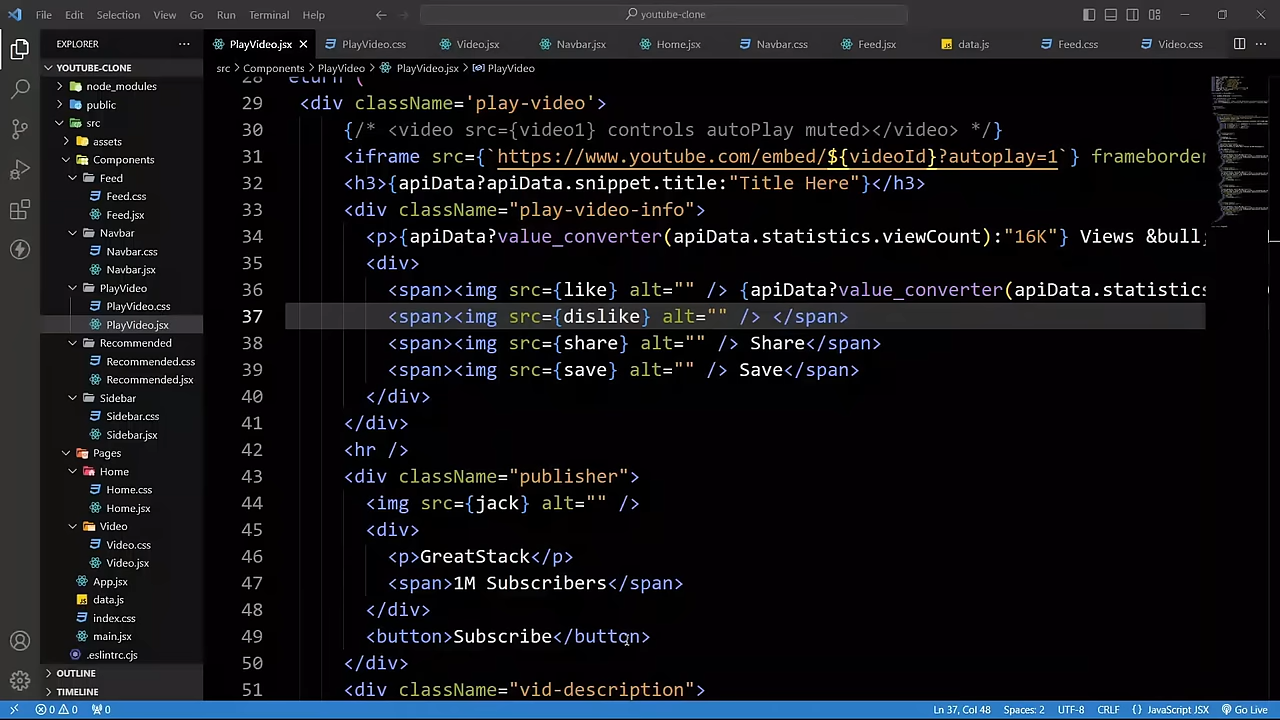 File Edit Selection View Go Run Terminal Help
youtube-clone
EXPLORER
PlayVideo.jsx
PlayVideo.css
Video.jsx
Navbar.jsx
Home.jsx
Navbar.css
Feed.jsx
data.js
Feed.css
Video.css
src > Components > PlayVideo > PlayVideo.jsx > PlayVideo
YOUTUBE-CLONE
node_modules
public
src
assets
Components
Feed
Feed.css
Feed.jsx
Navbar
Navbar.css
Navbar.jsx
PlayVideo
PlayVideo.css
PlayVideo.jsx
Recommended
Recommended.css
Recommended.jsx
Sidebar
Sidebar.css
Sidebar.jsx
Pages
Home
Home.css
Home.jsx
Video
Video.css
Video.jsx
App.jsx
data.js
index.css
main.jsx
.eslintrc.cjs
OUTLINE
TIMELINE
28 eturn (
29 <div className='play-video'>
30 {/* <video src={video1} controls autoPlay muted></video> */}
31 <iframe src={`https://www.youtube.com/embed/${videoId}?autoplay=1`} frameborder
32 <h3>{apiData?apiData.snippet.title:"Title Here"}</h3>
33 <div className="play-video-info">
34 <p>{apiData?value_converter(apiData.statistics.viewCount):"16K"} Views &bull;
35 <div>
36 <span><img src={like} alt="" /> {apiData?value_converter(apiData.statistics
37 <span><img src={dislike} alt="" /> </span>
38 <span><img src={share} alt="" /> Share</span>
39 <span><img src={save} alt="" /> Save</span>
40 </div>
41 </div>
42 <hr />
43 <div className="publisher">
44 <img src={jack} alt="" />
45 <div>
46 <p>GreatStack</p>
47 <span>1M Subscribers</span>
48 </div>
49 <button>Subscribe</button>
50 </div>
51 <div className="vid-description">
0 0 0 Ln 37, Col 48 Spaces: 2 UTF-8 CRLF {} JavaScript JSX Go Live